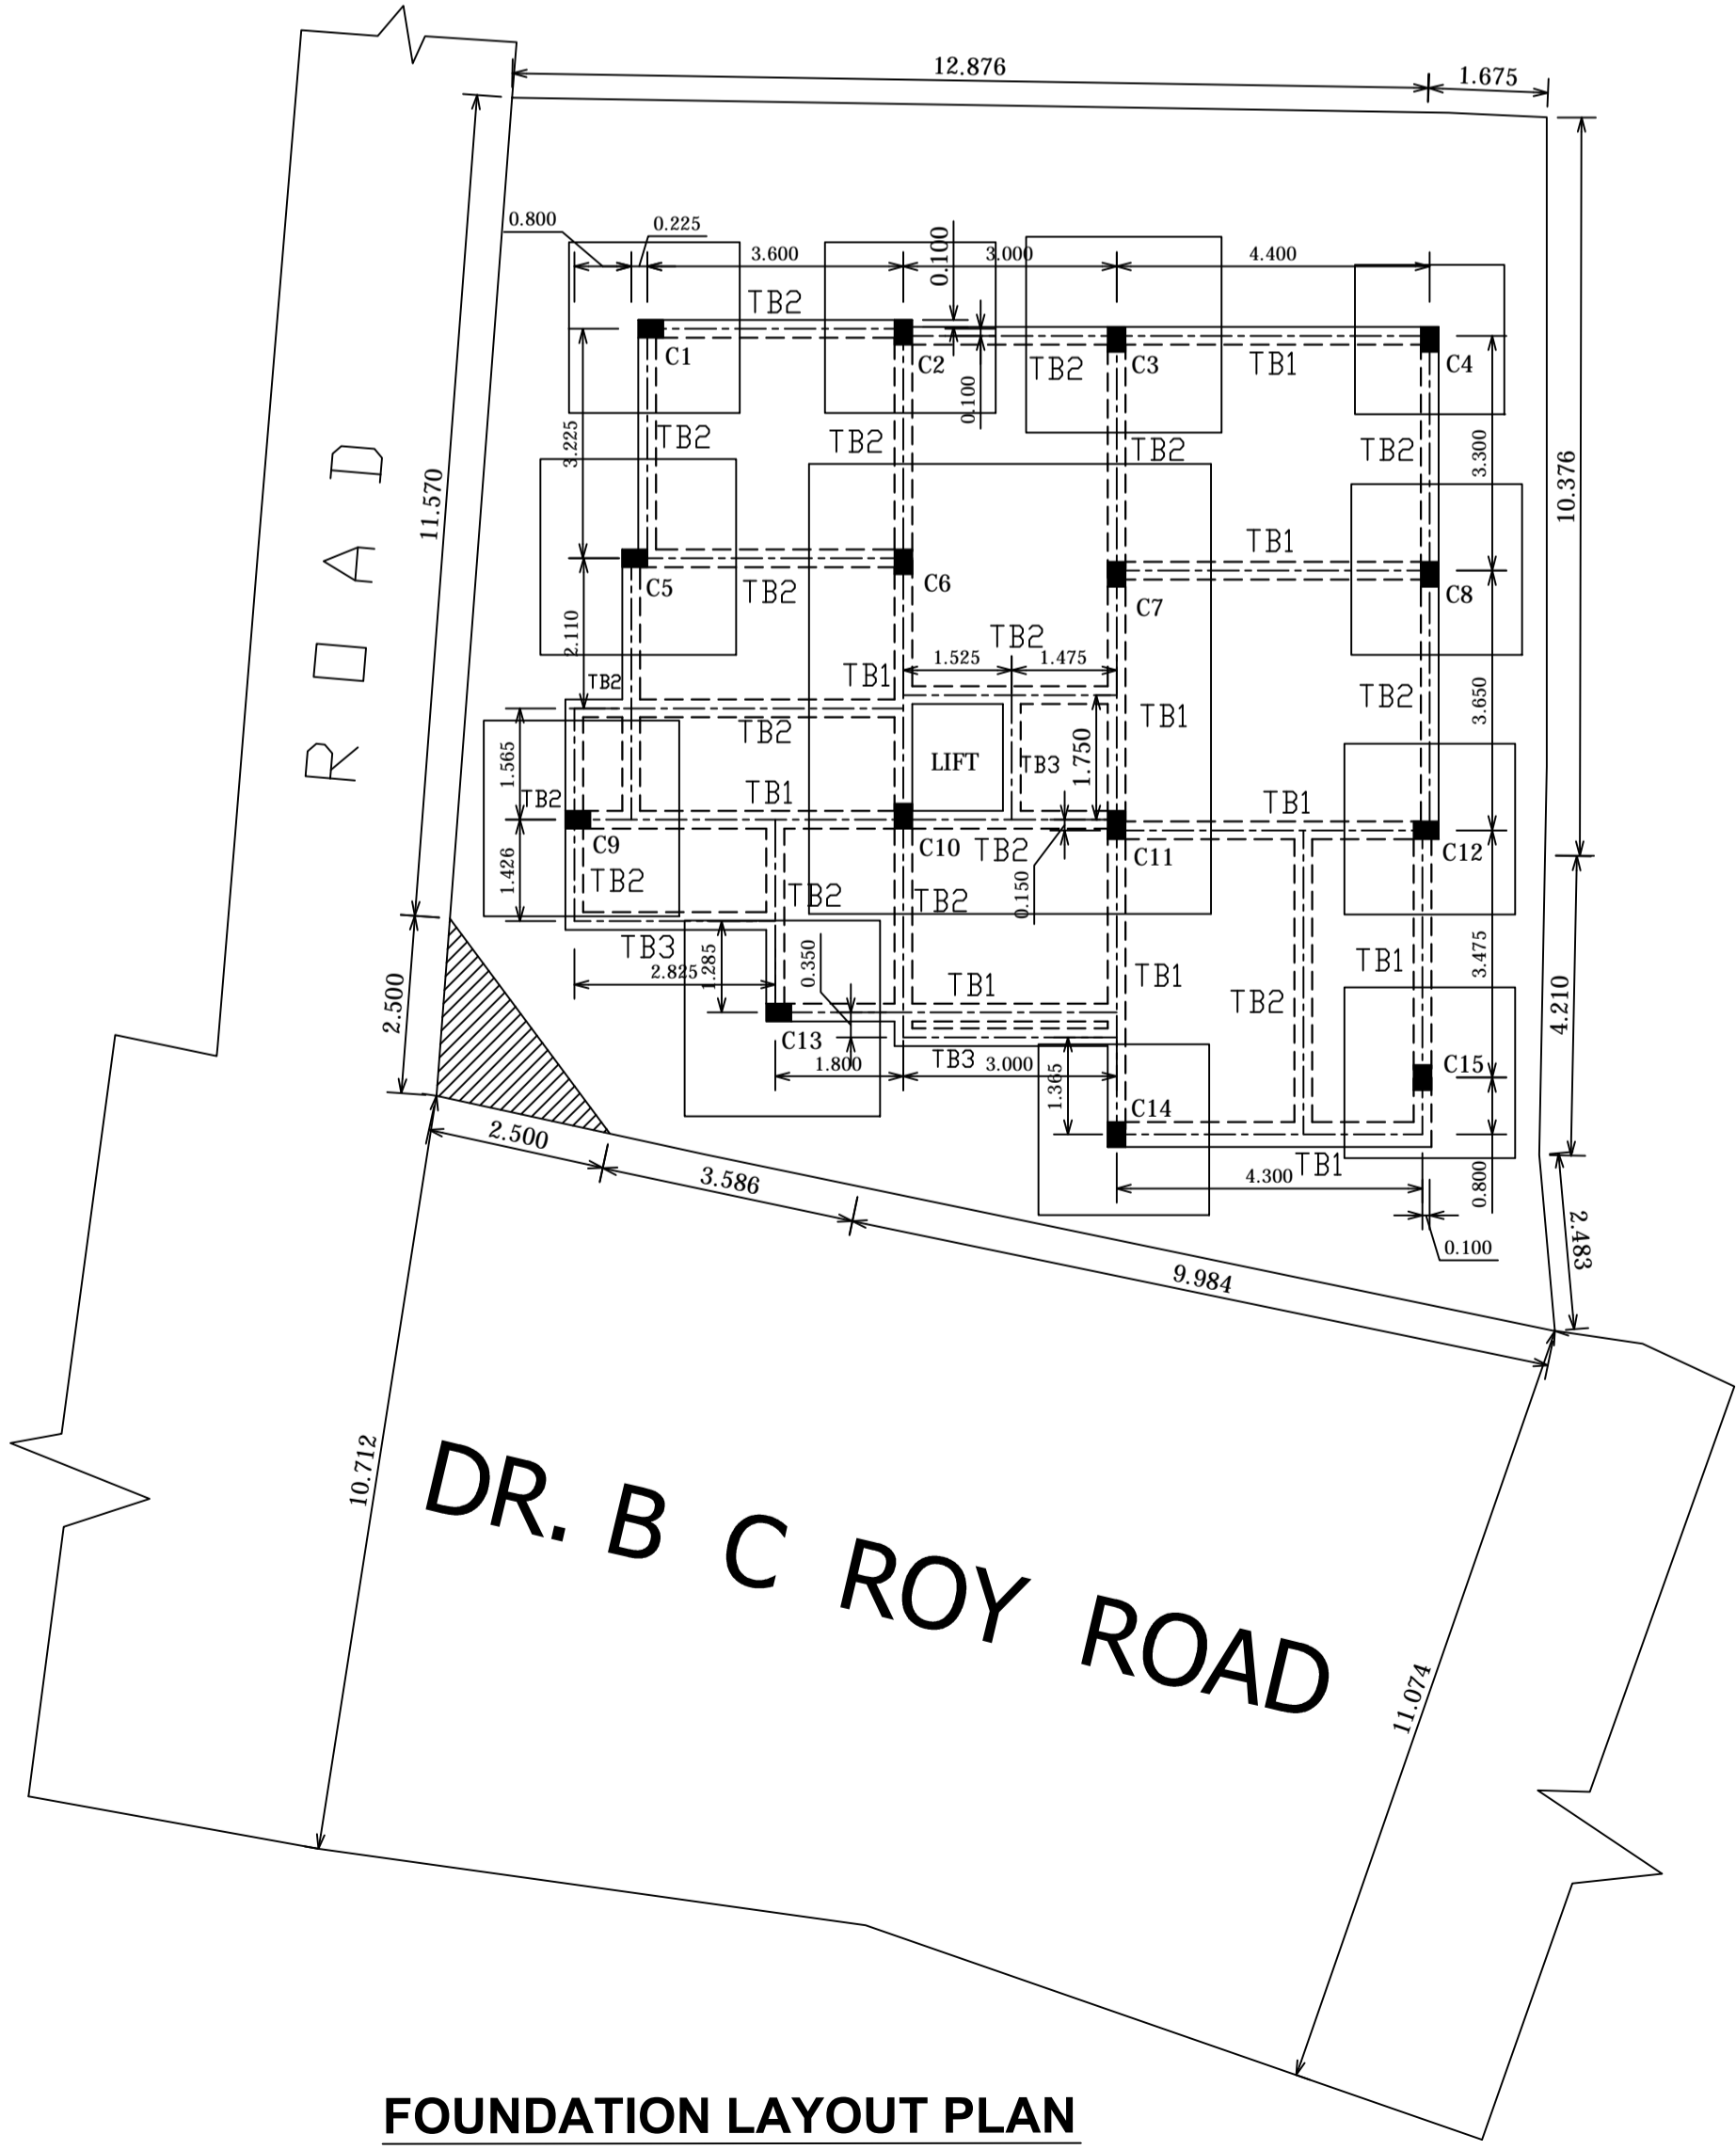 12.876
1.675
0.800
0.225
3.600
0.100
3.000
4.400
TB2
C1
C2
TB2
C3
TB1
C4
0.100
3.225
TB2
TB2
TB2
TB2
3.300
10.376
11.570
ROAD
C5
TB2
C6
C7
TB1
C8
2.110
TB2
TB1
TB2
1.525
1.475
TB2
TB1
TB2
3.650
1.565
TB2
TB1
LIFT
TB3
1.750
TB1
C9
C10
TB2
C11
C12
1.426
TB2
TB2
TB2
0.150
TB3
2.825
1.285
0.350
TB1
TB1
TB2
TB1
3.475
4.210
2.500
C13
1.800
TB3
3.000
1.365
C14
C15
TB1
4.300
0.800
0.100
2.483
2.500
3.586
9.984
10.712
11.074
DR. B C ROY ROAD
FOUNDATION LAYOUT PLAN